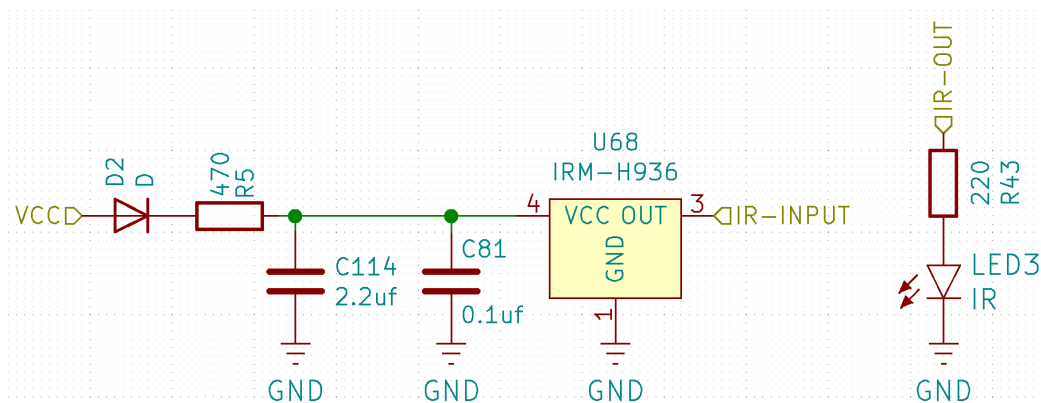 VCC
D2
D
470
R5
C114
2.2uf
GND
C81
0.1uf
GND
U68
IRM-H936
4
VCC OUT
GND
3
IR-INPUT
1
GND
IR-OUT
220
R43
LED3
IR
GND